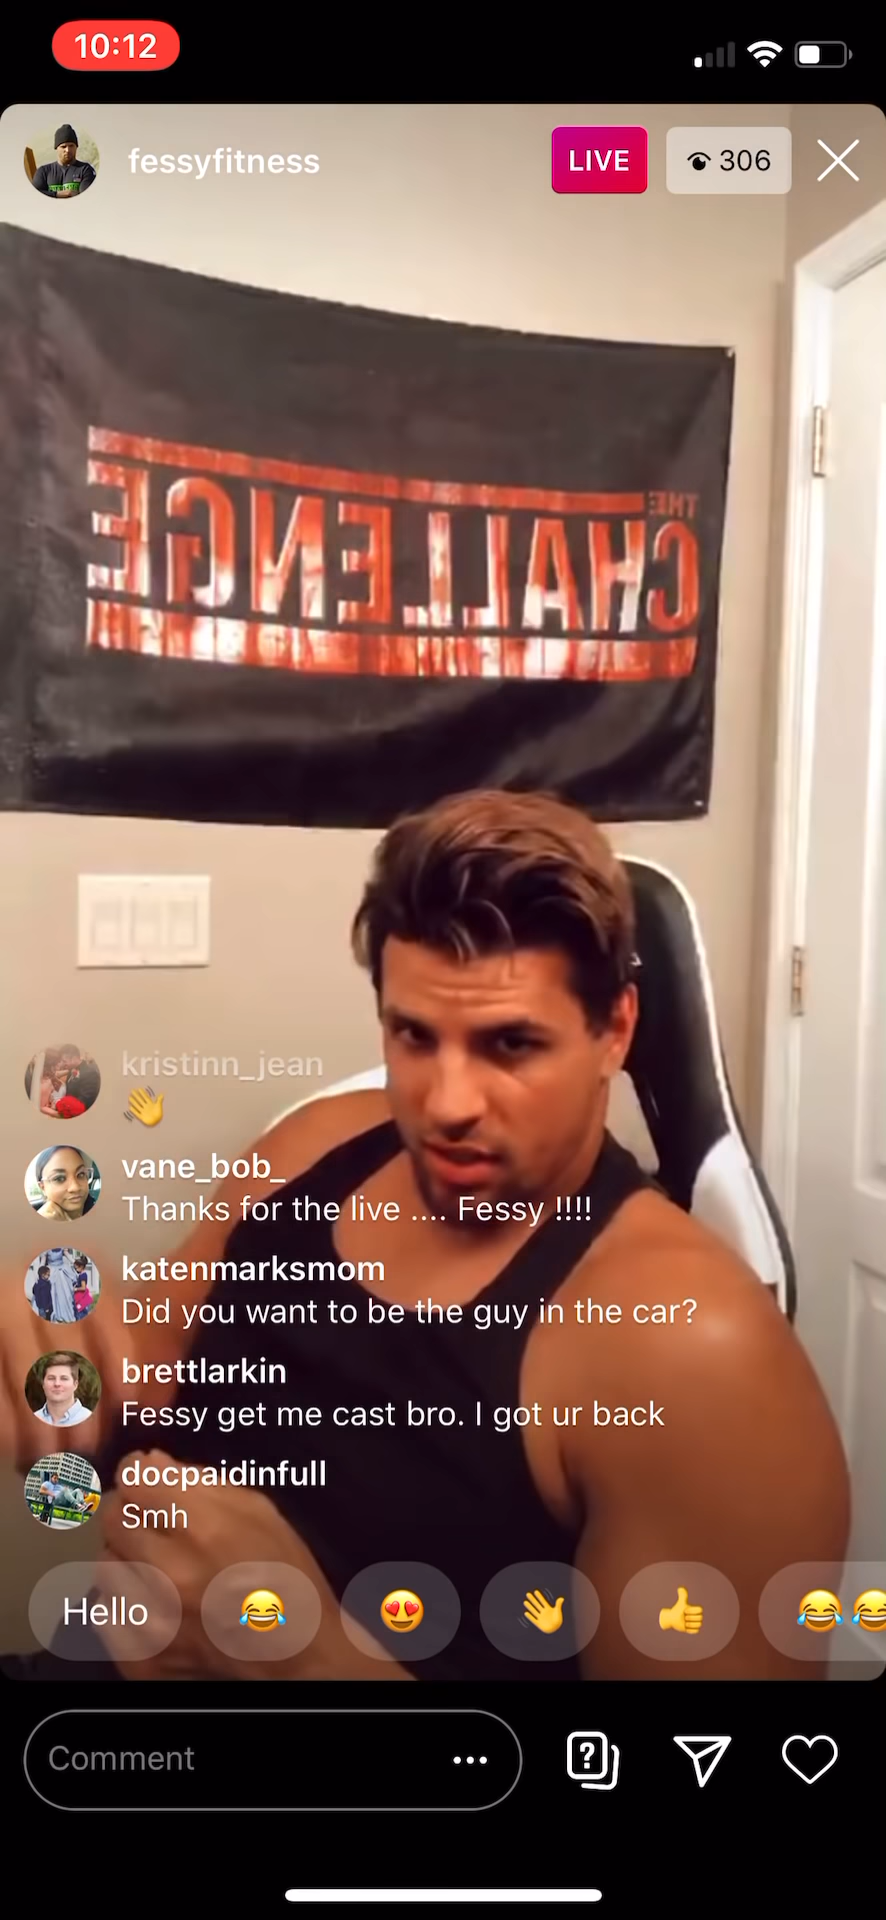 10:12
fessyfitness
LIVE
306
THE
CHALLENGE
kristinn_jean
👋
vane_bob_
Thanks for the live .... Fessy !!!!
katenmarksmom
Did you want to be the guy in the car?
brettlarkin
Fessy get me cast bro. I got ur back
docpaidinfull
Smh
Hello 😂 😍 👋 👍 😂😂
Comment